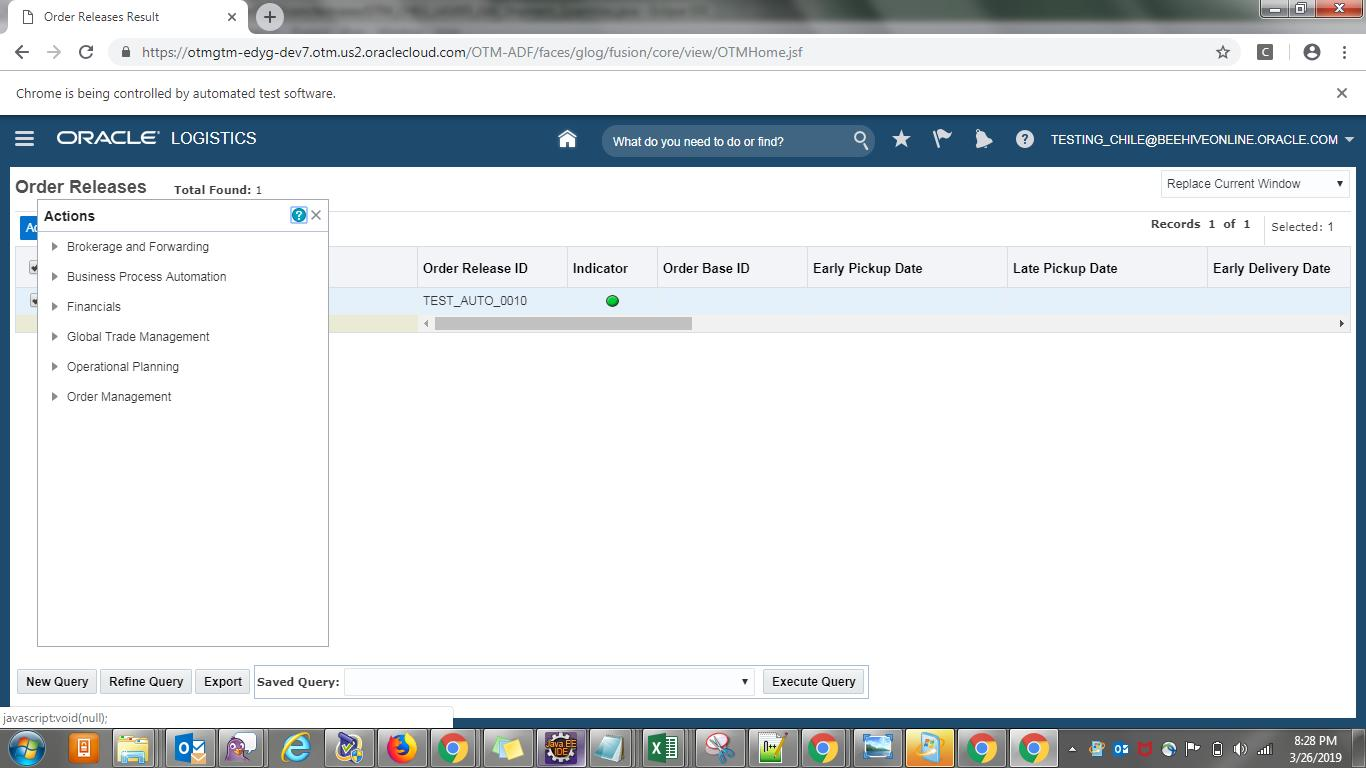 Order Releases Result
https://otmgtm-edyg-dev7.otm.us2.oraclecloud.com/OTM-ADF/faces/glog/fusion/core/view/OTMHome.jsf
C
Chrome is being controlled by automated test software.
ORACLE LOGISTICS
What do you need to do or find?
TESTING_CHILE@BEEHIVEONLINE.ORACLE.COM
Order Releases Total Found: 1
Replace Current Window
Actions
Records 1 of 1 Selected: 1
Brokerage and Forwarding
Order Release ID Indicator Order Base ID Early Pickup Date Late Pickup Date Early Delivery Date
Business Process Automation
TEST_AUTO_0010
Financials
Global Trade Management
Operational Planning
Order Management
New Query Refine Query Export Saved Query: Execute Query
javascript:void(null);
Java EE
IDE
8:28 PM
3/26/2019